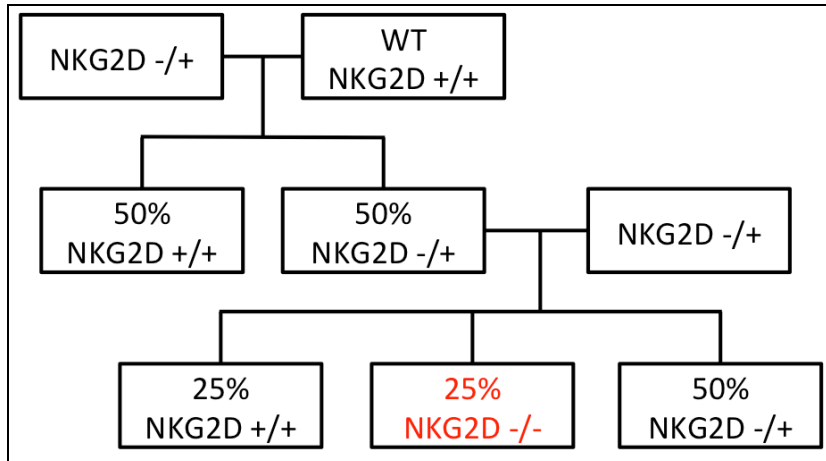 NKG2D -/+
WT
NKG2D +/+
50%
NKG2D +/+
50%
NKG2D -/+
NKG2D -/+
25%
NKG2D +/+
25%
NKG2D -/-
50%
NKG2D -/+